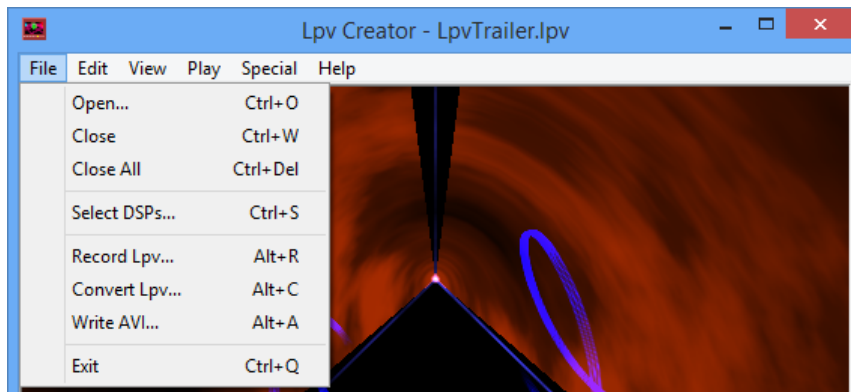 Lpv Creator - LpvTrailer.lpv
File Edit View Play Special Help
Open... Ctrl+O
Close Ctrl+W
Close All Ctrl+Del
Select DSPs... Ctrl+S
Record Lpv... Alt+R
Convert Lpv... Alt+C
Write AVI... Alt+A
Exit Ctrl+Q